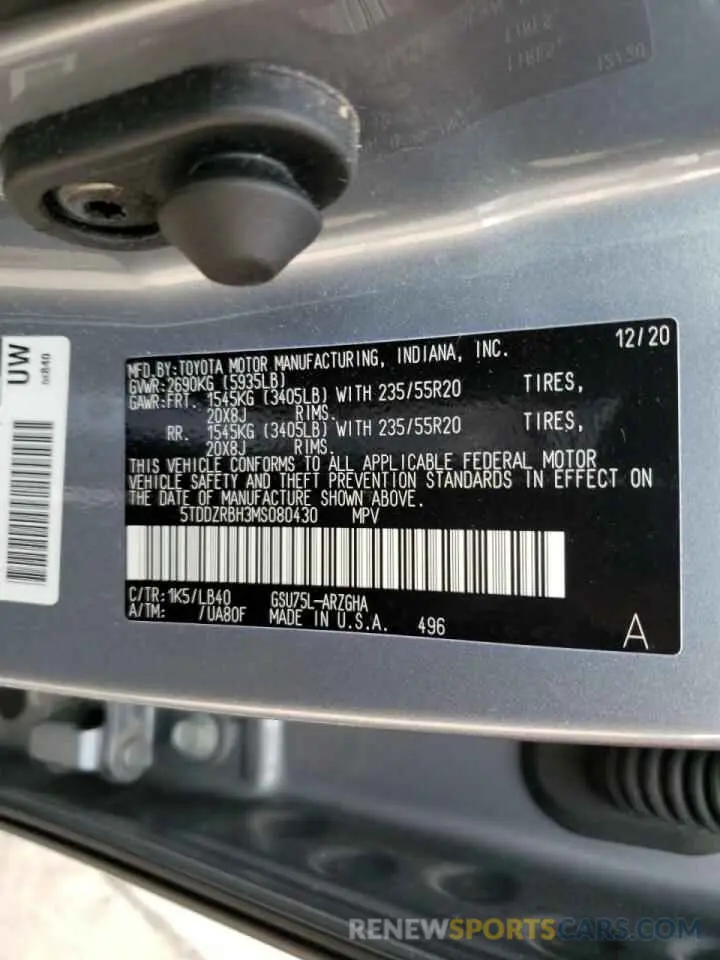 UW
MFD.BY:TOYOTA MOTOR MANUFACTURING, INDIANA, INC. 12/20
GVWR:2690KG (5935LB)
GAWR:FRT. 1545KG (3405LB) WITH 235/55R20 TIRES,
20X8J RIMS.
RR. 1545KG (3405LB) WITH 235/55R20 TIRES,
20X8J RIMS.
THIS VEHICLE CONFORMS TO ALL APPLICABLE FEDERAL MOTOR
VEHICLE SAFETY AND THEFT PREVENTION STANDARDS IN EFFECT ON
THE DATE OF MANUFACTURE SHOWN ABOVE.
5TDDZRBH3MS080430 MPV
C/TR:1K5/LB40 GSU75L-ARZGHA
A/TM: /UA80F MADE IN U.S.A. 496 A
RENEWSPORTSCARS.COM